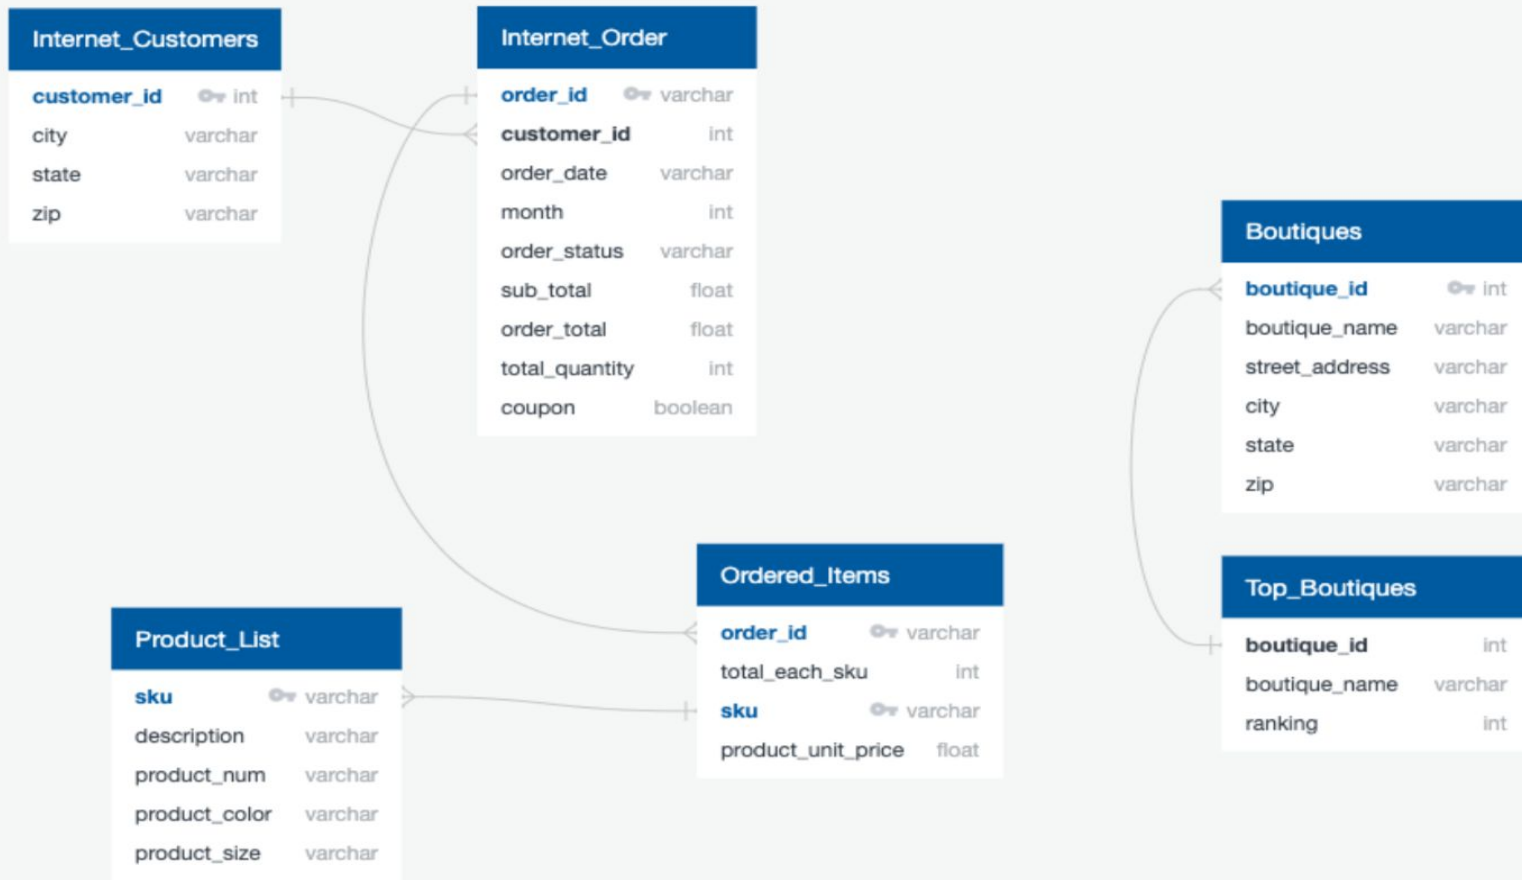 Internet_Customers
customer_id int
city varchar
state varchar
zip varchar
Internet_Order
order_id varchar
customer_id int
order_date varchar
month int
order_status varchar
sub_total float
order_total float
total_quantity int
coupon boolean
Boutiques
boutique_id int
boutique_name varchar
street_address varchar
city varchar
state varchar
zip varchar
Product_List
sku varchar
description varchar
product_num varchar
product_color varchar
product_size varchar
Ordered_Items
order_id varchar
total_each_sku int
sku varchar
product_unit_price float
Top_Boutiques
boutique_id int
boutique_name varchar
ranking int